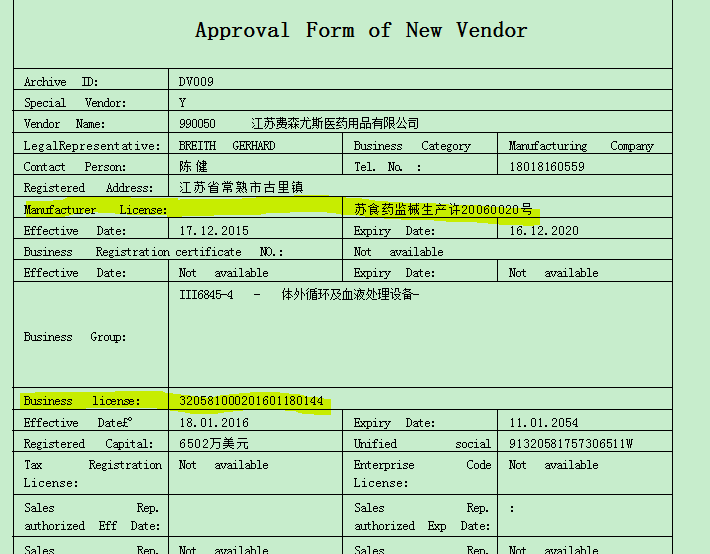 Approval Form of New Vendor
Archive ID: DV009
Special Vendor: Y
Vendor Name: 990050 江苏费森尤斯医药用品有限公司
LegalRepresentative: BREITH GERHARD Business Category Manufacturing Company
Contact Person: 陈健 Tel. No. : 18018160559
Registered Address: 江苏省常熟市古里镇
Manufacturer License: 苏食药监械生产许20060020号
Effective Date: 17.12.2015 Expiry Date: 16.12.2020
Business Registration certificate NO.: Not available
Effective Date: Not available Expiry Date: Not available
III6845-4 - 体外循环及血液处理设备-
Business Group:
Business license: 320581000201601180144
Effective Date£º 18.01.2016 Expiry Date: 11.01.2054
Registered Capital: 6502万美元 Unified social 91320581757306511W
Tax Registration Not available Enterprise Code Not available
License: License:
Sales Rep. Sales Rep. :
authorized Eff Date: authorized Exp Date:
Sales Rep. Not available Sales Rep. Not available